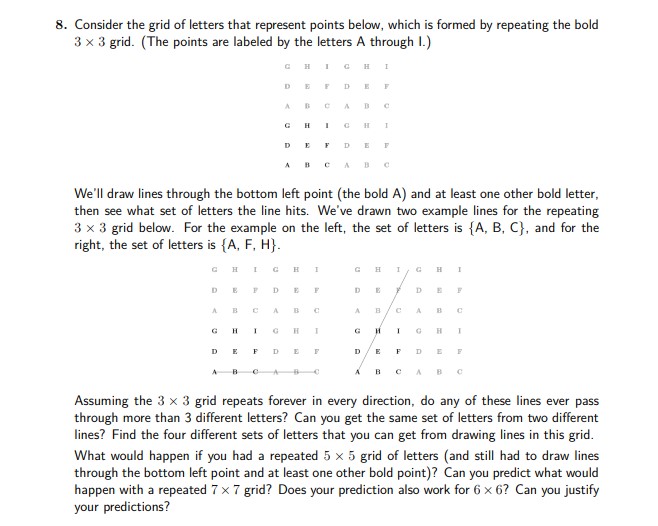 8. Consider the grid of letters that represent points below, which is formed by repeating the bold
3 × 3 grid. (The points are labeled by the letters A through I.)
G H I G H I
D E F D E F
A B C A B C
G H I G H I
D E F D E F
A B C A B C
We'll draw lines through the bottom left point (the bold A) and at least one other bold letter,
then see what set of letters the line hits. We've drawn two example lines for the repeating
3 × 3 grid below. For the example on the left, the set of letters is {A, B, C}, and for the
right, the set of letters is {A, F, H}.
G H I G H I G H I G H I
D E F D E F D E F D E F
A B C A B C A B C A B C
G H I G H I G H I G H I
D E F D E F D E F D E F
A B C A B C A B C A B C
Assuming the 3 × 3 grid repeats forever in every direction, do any of these lines ever pass
through more than 3 different letters? Can you get the same set of letters from two different
lines? Find the four different sets of letters that you can get from drawing lines in this grid.
What would happen if you had a repeated 5 × 5 grid of letters (and still had to draw lines
through the bottom left point and at least one other bold point)? Can you predict what would
happen with a repeated 7 × 7 grid? Does your prediction also work for 6 × 6? Can you justify
your predictions?